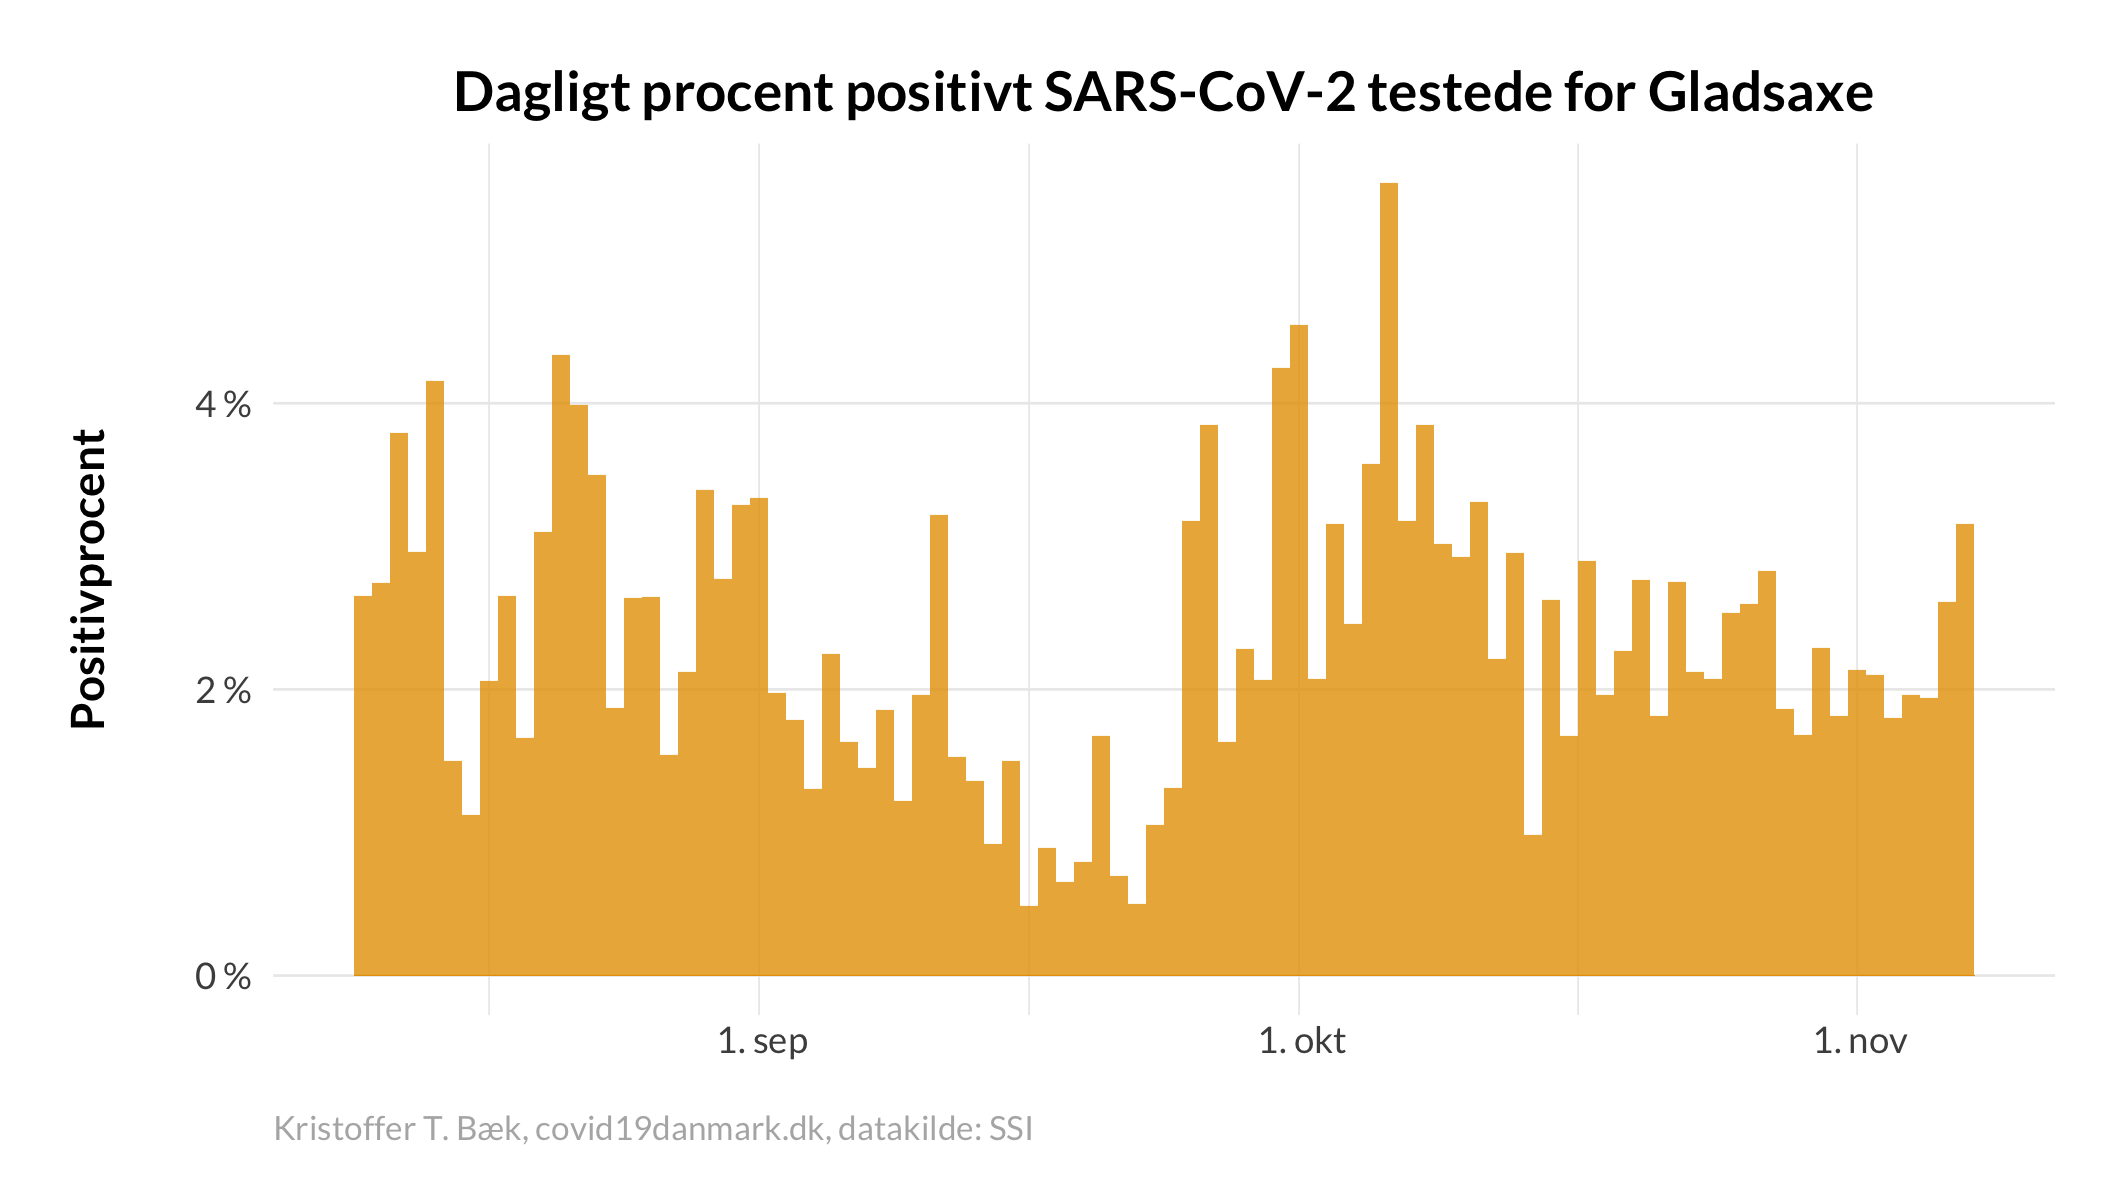 Dagligt procent positivt SARS-CoV-2 testede for Gladsaxe
Positivprocent
4 %
2 %
0 %
1. sep
1. okt
1. nov
Kristoffer T. Bæk, covid19danmark.dk, datakilde: SSI